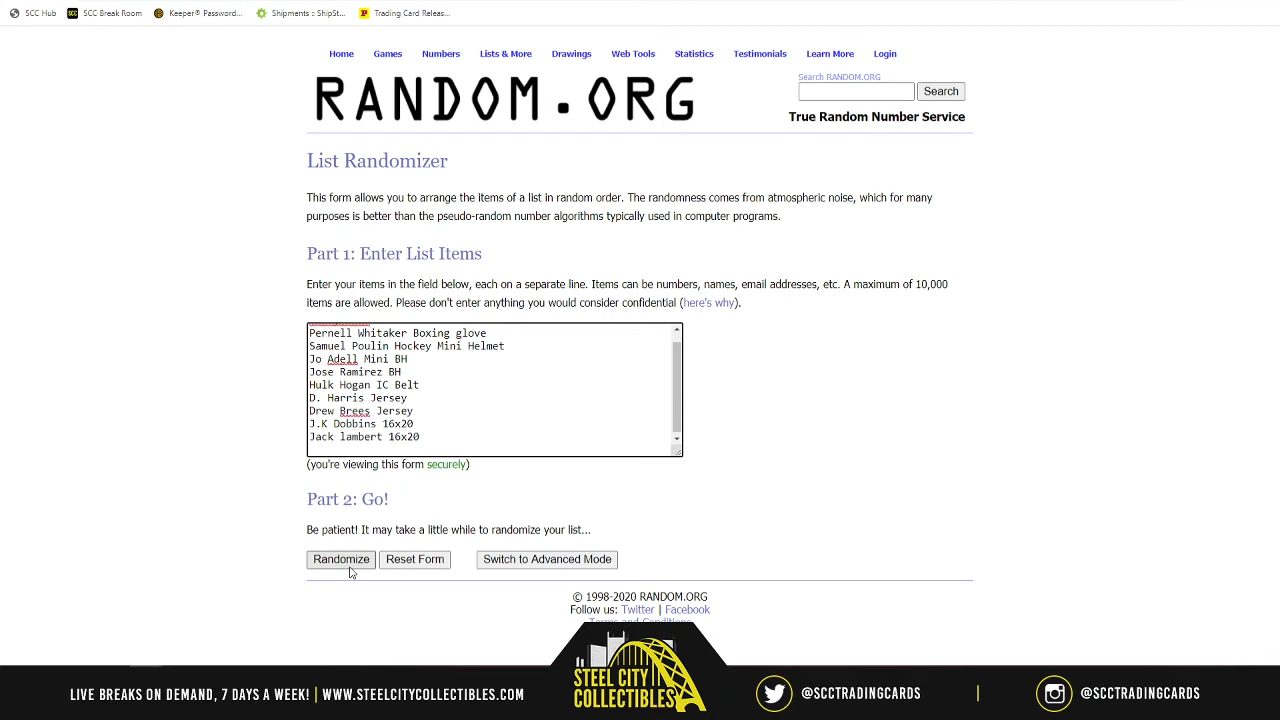 SCC Hub SCC Break Room Keeper® Password... Shipments :: ShipSt... Trading Card Releas...
Home Games Numbers Lists & More Drawings Web Tools Statistics Testimonials Learn More Login
RANDOM.ORG
Search RANDOM.ORG
Search
True Random Number Service
List Randomizer
This form allows you to arrange the items of a list in random order. The randomness comes from atmospheric noise, which for many
purposes is better than the pseudo-random number algorithms typically used in computer programs.
Part 1: Enter List Items
Enter your items in the field below, each on a separate line. Items can be numbers, names, email addresses, etc. A maximum of 10,000
items are allowed. Please don't enter anything you would consider confidential (here's why).
Pernell Whitaker Boxing glove
Samuel Poulin Hockey Mini Helmet
Jo Adell Mini BH
Jose Ramirez BH
Hulk Hogan IC Belt
D. Harris Jersey
Drew Brees Jersey
J.K Dobbins 16x20
Jack lambert 16x20
(you're viewing this form securely)
Part 2: Go!
Be patient! It may take a little while to randomize your list...
Randomize Reset Form Switch to Advanced Mode
© 1998-2020 RANDOM.ORG
Follow us: Twitter | Facebook
Terms and Conditions
LIVE BREAKS ON DEMAND, 7 DAYS A WEEK! | WWW.STEELCITYCOLLECTIBLES.COM
STEEL CITY
COLLECTIBLES
@SCCTRADINGCARDS | @SCCTRADINGCARDS